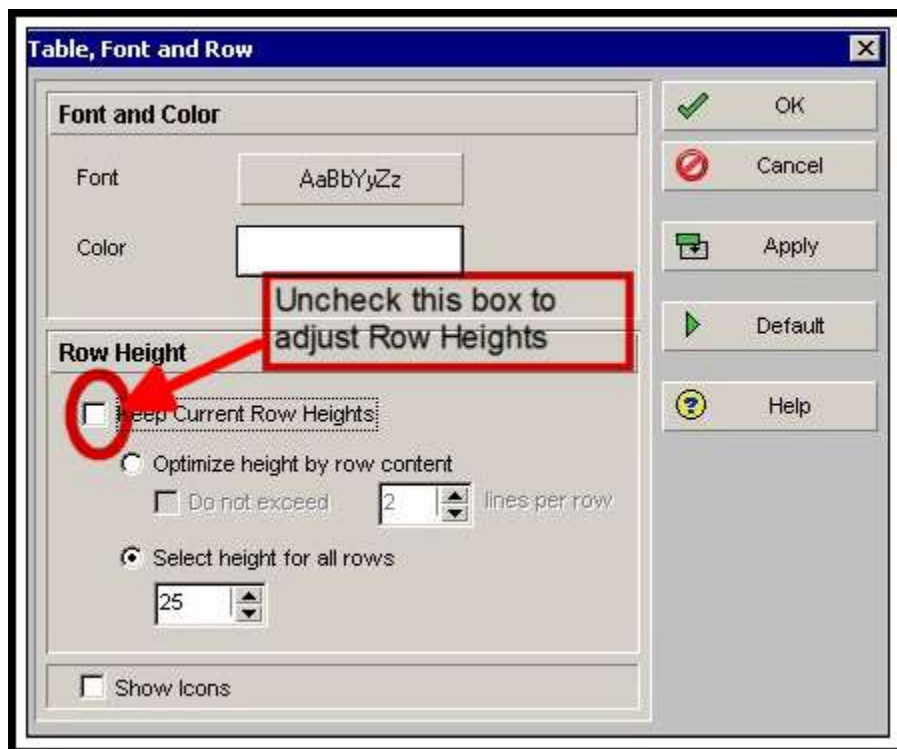 Table, Font and Row
Font and Color
Font
AaBbYyZz
Color
Uncheck this box to
adjust Row Heights
Row Height
Keep Current Row Heights
Optimize height by row content
Do not exceed 2 lines per row
Select height for all rows
25
Show Icons
OK
Cancel
Apply
Default
? Help